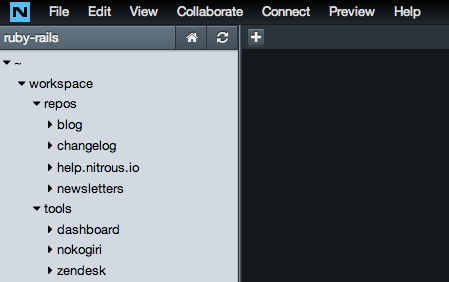 N File Edit View Collaborate Connect Preview Help
ruby-rails
~
workspace
repos
blog
changelog
help.nitrous.io
newsletters
tools
dashboard
nokogiri
zendesk